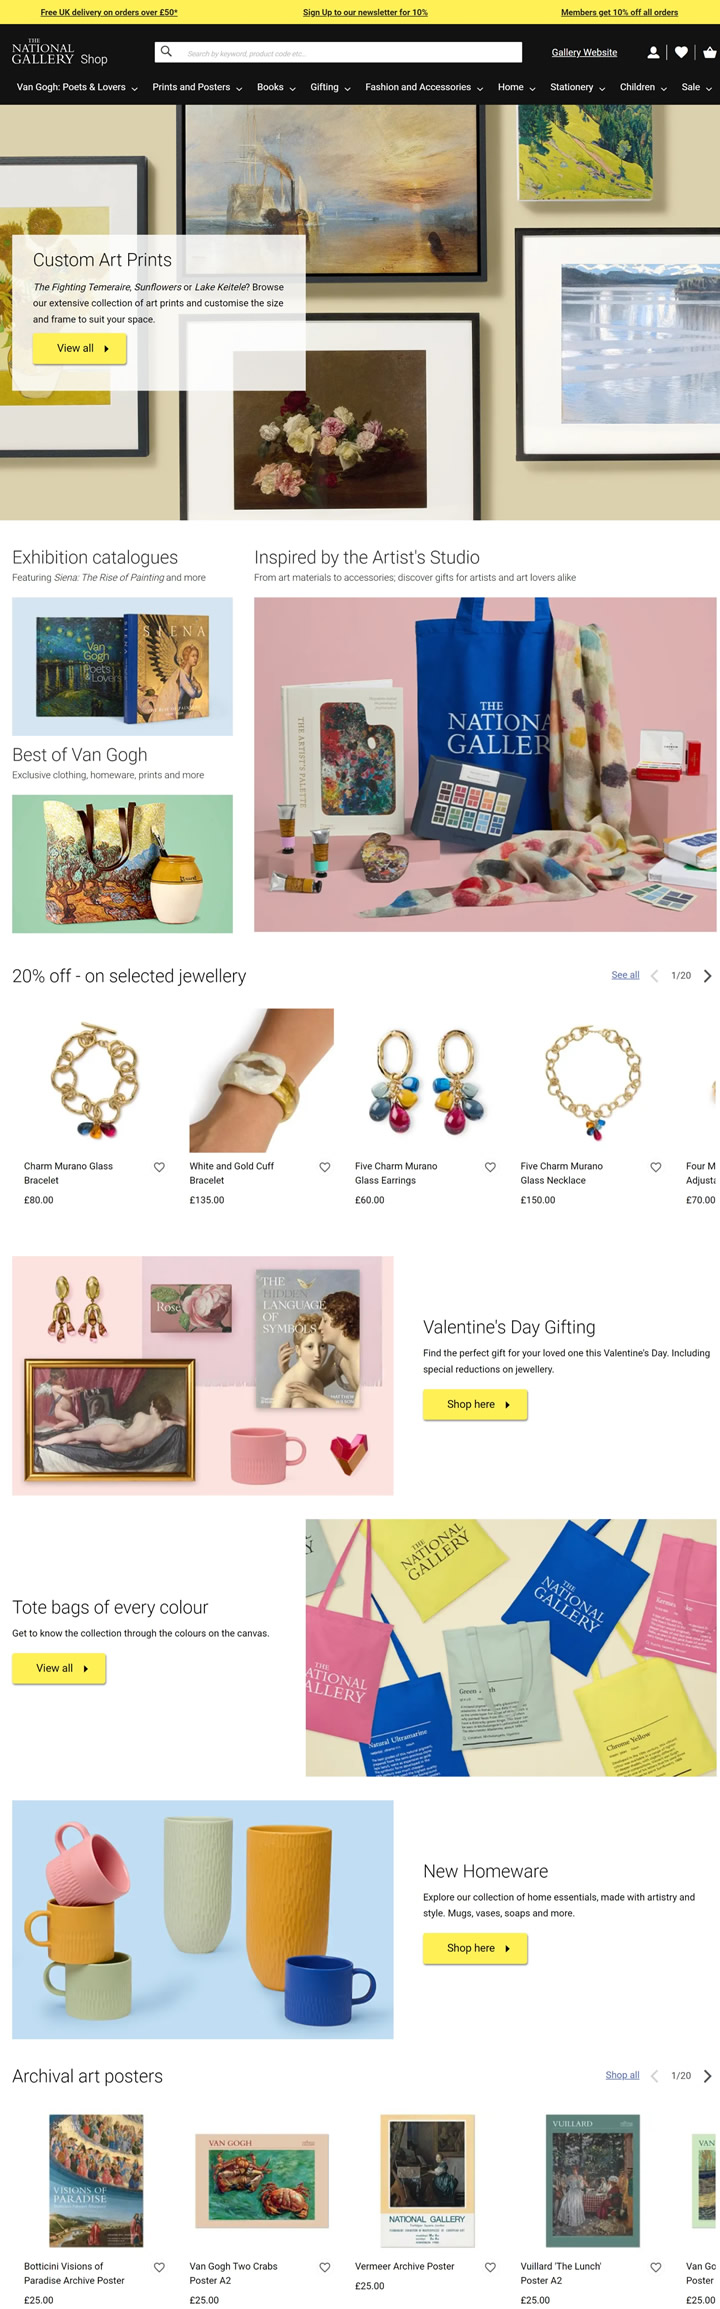 Free UK delivery on orders over £50*
Sign Up to our newsletter for 10%
Members get 10% off all orders
THE
NATIONAL
GALLERY Shop
Search by keyword, product code etc...
Gallery Website
Van Gogh: Poets & Lovers
Prints and Posters
Books
Gifting
Fashion and Accessories
Home
Stationery
Children
Sale
Custom Art Prints
The Fighting Temeraire, Sunflowers or Lake Keitele? Browse
our extensive collection of art prints and customise the size
and frame to suit your space.
View all
Exhibition catalogues
Featuring Siena: The Rise of Painting and more
Van
Gogh
Poets
& Lovers
SIENA
Best of Van Gogh
Exclusive clothing, homeware, prints and more
Inspired by the Artist's Studio
From art materials to accessories; discover gifts for artists and art lovers alike
THE ARTIST'S PALETTE
THE
NATIONA
GALLER
20% off - on selected jewellery
See all
1/20
Charm Murano Glass
Bracelet
£80.00
White and Gold Cuff
Bracelet
£135.00
Five Charm Murano
Glass Earrings
£60.00
Five Charm Murano
Glass Necklace
£150.00
Four M
Adjusta
£70.00
Rose
THE
HIDDEN
LANGUAGE
OF
SYMBOLS
MATTHEW
WILSON
Valentine's Day Gifting
Find the perfect gift for your loved one this Valentine's Day. Including
special reductions on jewellery.
Shop here
Tote bags of every colour
Get to know the collection through the colours on the canvas.
View all
THE
NATIONAL
GALLERY
THE
NATIONAL
GALLERY
ATIONAL
LLERY
Natural Ultramarine
Green
Chrome Yellow
New Homeware
Explore our collection of home essentials, made with artistry and
style. Mugs, vases, soaps and more.
Shop here
Archival art posters
Shop all
1/20
VISIONS OF
PARADISE
VAN GOGH
NATIONAL GALLERY
VUILLARD
VAN
Botticini Visions of
Paradise Archive Poster
£25.00
Van Gogh Two Crabs
Poster A2
£25.00
Vermeer Archive Poster
£25.00
Vuillard 'The Lunch'
Poster A2
£25.00
Van Go
Poster
£25.00